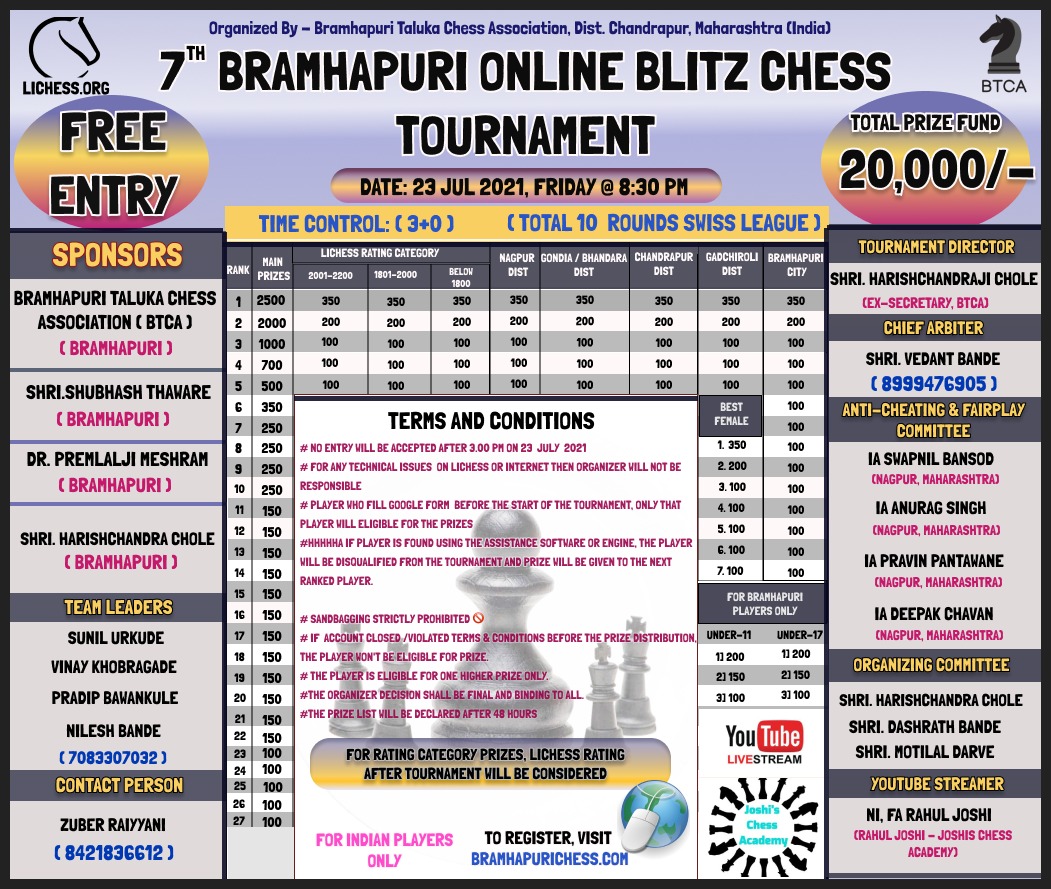 Organized By – Bramhapuri Taluka Chess Association, Dist. Chandrapur, Maharashtra (India)
7TH BRAMHAPURI ONLINE BLITZ CHESS
TOURNAMENT
LICHESS.ORG
BTCA
FREE
ENTRY
TOTAL PRIZE FUND
20,000/-
DATE: 23 JUL 2021, FRIDAY @ 8:30 PM
TIME CONTROL: ( 3+0 ) ( TOTAL 10 ROUNDS SWISS LEAGUE )
SPONSORS
BRAMHAPURI TALUKA CHESS
ASSOCIATION ( BTCA )
( BRAMHAPURI )
SHRI.SHUBHASH THAWARE
( BRAMHAPURI )
DR. PREMLALJI MESHRAM
( BRAMHAPURI )
SHRI. HARISHCHANDRA CHOLE
( BRAMHAPURI )
TEAM LEADERS
SUNIL URKUDE
VINAY KHOBRAGADE
PRADIP BAWANKULE
NILESH BANDE
( 7083307032 )
CONTACT PERSON
ZUBER RAIYYANI
( 8421836612 )
RANK MAIN PRIZES LICHESS RATING CATEGORY NAGPUR DIST GONDIA / BHANDARA DIST CHANDRAPUR DIST GADCHIROLI DIST BRAMHAPURI CITY
2001-2200 1801-2000 BELOW 1800
1 2500 350 350 350 350 350 350 350 350
2 2000 200 200 200 200 200 200 200 200
3 1000 100 100 100 100 100 100 100 100
4 700 100 100 100 100 100 100 100 100
5 500 100 100 100 100 100 100 100 100
6 350 100
7 250 100
8 250 100
9 250 100
10 250 100
11 150 100
12 150 100
13 150 100
14 150 100
15 150
16 150
17 150
18 150
19 150
20 150
21 150
22 150
23 100
24 100
25 100
26 100
27 100
TERMS AND CONDITIONS
# NO ENTRY WILL BE ACCEPTED AFTER 3.00 PM ON 23 JULY 2021
# FOR ANY TECHNICAL ISSUES ON LICHESS OR INTERNET THEN ORGANIZER WILL NOT BE
RESPONSIBLE
# PLAYER WHO FILL GOOGLE FORM BEFORE THE START OF THE TOURNAMENT, ONLY THAT
PLAYER WILL ELIGIBLE FOR THE PRIZES
#HHHHHA IF PLAYER IS FOUND USING THE ASSISTANCE SOFTWARE OR ENGINE, THE PLAYER
WILL BE DISQUALIFIED FROM THE TOURNAMENT AND PRIZE WILL BE GIVEN TO THE NEXT
RANKED PLAYER.
# SANDBAGGING STRICTLY PROHIBITED 🚫
# IF ACCOUNT CLOSED /VIOLATED TERMS & CONDITIONS BEFORE THE PRIZE DISTRIBUTION,
THE PLAYER WON'T BE ELIGIBLE FOR PRIZE.
# THE PLAYER IS ELIGIBLE FOR ONE HIGHER PRIZE ONLY.
#THE ORGANIZER DECISION SHALL BE FINAL AND BINDING TO ALL.
#THE PRIZE LIST WILL BE DECLARED AFTER 48 HOURS
FOR RATING CATEGORY PRIZES, LICHESS RATING
AFTER TOURNAMENT WILL BE CONSIDERED
FOR INDIAN PLAYERS
ONLY
TO REGISTER, VISIT
BRAMHAPURICHESS.COM
BEST
FEMALE
1. 350
2. 200
3. 100
4. 100
5. 100
6. 100
7. 100
FOR BRAMHAPURI
PLAYERS ONLY
UNDER-11 UNDER-17
1) 200 1) 200
2) 150 2) 150
3) 100 3) 100
YouTube
LIVESTREAM
Joshi's
Chess
Academy
TOURNAMENT DIRECTOR
SHRI. HARISHCHANDRAJI CHOLE
(EX-SECRETARY, BTCA)
CHIEF ARBITER
SHRI. VEDANT BANDE
( 8999476905 )
ANTI-CHEATING & FAIRPLAY
COMMITTEE
IA SWAPNIL BANSOD
(NAGPUR, MAHARASHTRA)
IA ANURAG SINGH
(NAGPUR, MAHARASHTRA)
IA PRAVIN PANTAWANE
(NAGPUR, MAHARASHTRA)
IA DEEPAK CHAVAN
(NAGPUR, MAHARASHTRA)
ORGANIZING COMMITTEE
SHRI. HARISHCHANDRA CHOLE
SHRI. DASHRATH BANDE
SHRI. MOTILAL DARVE
YOUTUBE STREAMER
NI, FA RAHUL JOSHI
(RAHUL JOSHI – JOSHIS CHESS
ACADEMY)